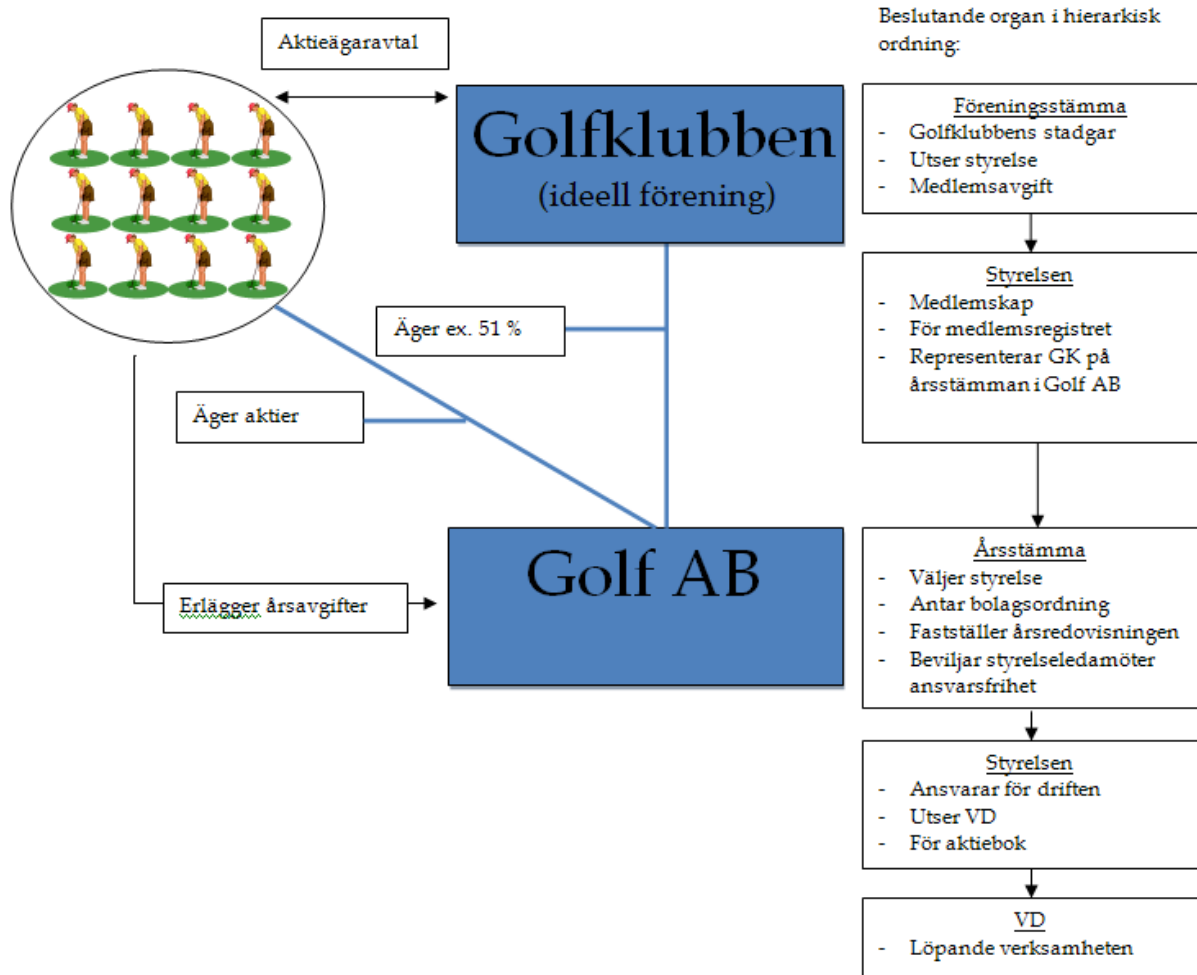 Aktieägaravtal
Golfklubben
(ideell förening)
Äger ex. 51 %
Äger aktier
Golf AB
Erlägger årsavgifter
Beslutande organ i hierarkisk
ordning:
Föreningsstämma
- Golfklubbens stadgar
- Utser styrelse
- Medlemsavgift
Styrelsen
- Medlemskap
- För medlemsregistret
- Representerar GK på
årsstämman i Golf AB
Årsstämma
- Väljer styrelse
- Antar bolagsordning
- Fastställer årsredovisningen
- Beviljar styrelseledamöter
ansvarsfrihet
Styrelsen
- Ansvarar för driften
- Utser VD
- För aktiebok
VD
- Löpande verksamheten